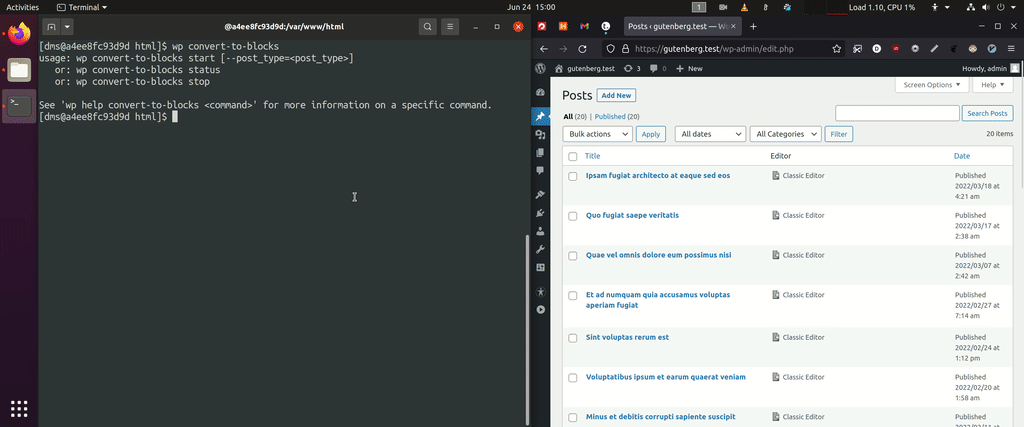 Activities
Terminal
Jun 24 15:00
1
Load 1.10, CPU 1%
@a4ee8fc93d9d:/var/www/html
[dms@a4ee8fc93d9d html]$ wp convert-to-blocks
usage: wp convert-to-blocks start [--post_type=<post_type>]
or: wp convert-to-blocks status
or: wp convert-to-blocks stop
See 'wp help convert-to-blocks <command>' for more information on a specific command.
[dms@a4ee8fc93d9d html]$
Posts ‹ gutenberg.test — Wo
https://gutenberg.test/wp-admin/edit.php
gutenberg.test 3 0 New Howdy, admin
Screen Options Help
Posts Add New
All (20) | Published (20)
Search Posts
Bulk actions Apply All dates All Categories Filter 20 items
Title Editor Date
Ipsam fugiat architecto at eaque sed eos Classic Editor Published
2022/03/18 at
4:21 am
Quo fugiat saepe veritatis Classic Editor Published
2022/03/17 at
2:38 am
Quae vel omnis dolore eum possimus nisi Classic Editor Published
2022/03/07 at
2:42 am
Et ad numquam quia accusamus voluptas Classic Editor Published
aperiam fugiat 2022/02/27 at
7:14 am
Sint voluptas rerum est Classic Editor Published
2022/02/24 at
1:12 pm
Voluptatibus ipsum et earum quaerat veniam Classic Editor Published
2022/02/20 at
1:58 am
Minus et debitis corrupti sapiente suscipit Classic Editor Published